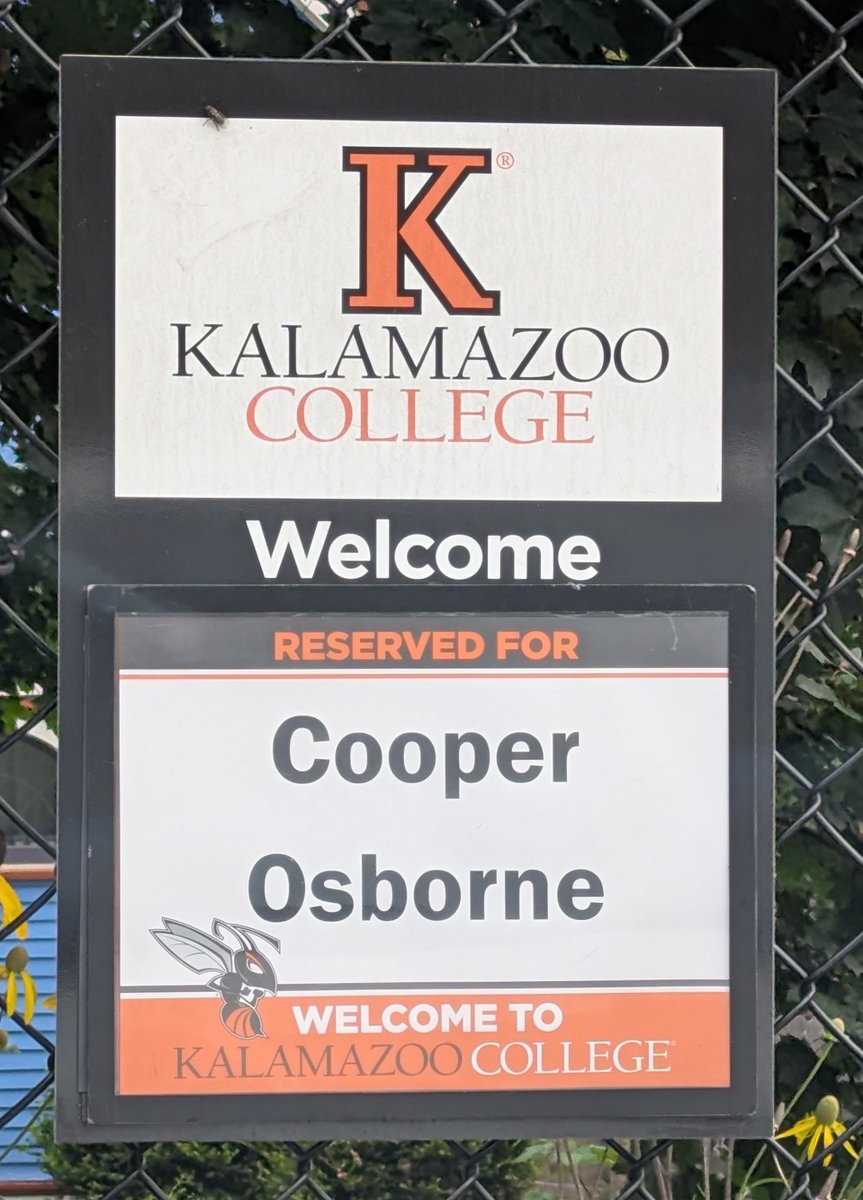 K®
KALAMAZOO
COLLEGE
Welcome
RESERVED FOR
Cooper
Osborne
WELCOME TO
KALAMAZOO COLLEGE®